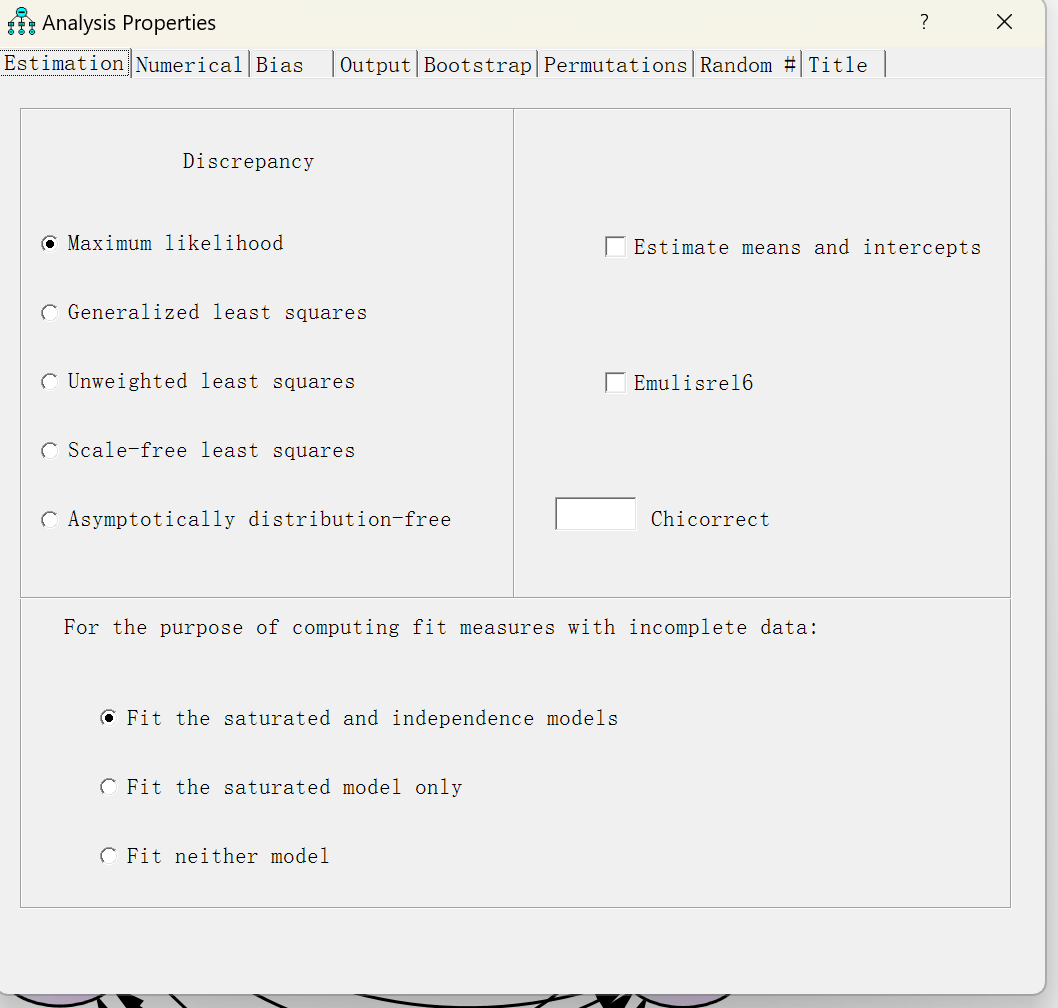 Analysis Properties ? ×
Estimation Numerical Bias Output Bootstrap Permutations Random # Title
Discrepancy
Maximum likelihood
Estimate means and intercepts
Generalized least squares
Unweighted least squares
Emulisrel6
Scale-free least squares
Asymptotically distribution-free
Chicorrect
For the purpose of computing fit measures with incomplete data:
Fit the saturated and independence models
Fit the saturated model only
Fit neither model